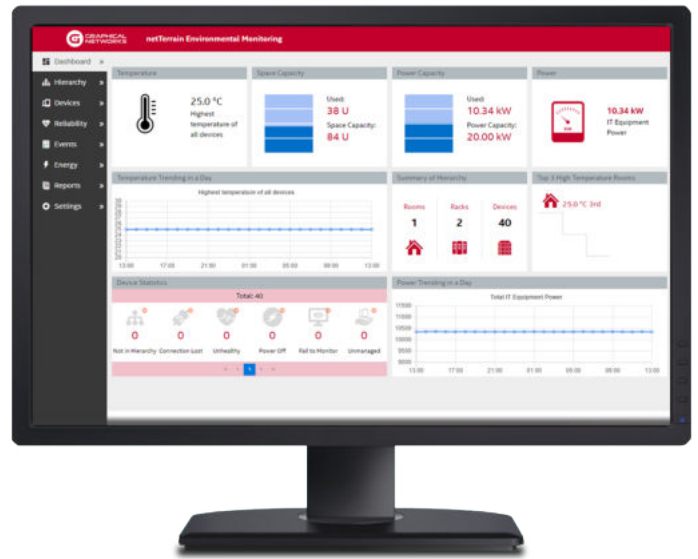 GRAPHICAL
NETWORKS
netTerrain Environmental Monitoring
Dashboard »
Hierarchy »
Devices »
Reliability »
Events »
Energy »
Reports »
Settings »
Temperature
25.0 °C
Highest
temperature of
all devices
Space Capacity
Used:
38 U
Space Capacity:
84 U
Power Capacity
Used:
10.34 kW
Power Capacity:
20.00 kW
Power
kW
10.34 kW
IT Equipment
Power
Temperature Trending in a Day
Highest temperature of all devices
13:00 17:00 21:00 01:00 05:00 09:00 13:00
Summary of Hierarchy
Rooms Racks Devices
1 2 40
Top 3 High Temperature Rooms
25.0 °C 3rd
Device Statistics
Total: 40
0 0 0 0 0 0
Not in Hierarchy Connection Lost Unhealthy Power Off Fail to Monitor Unmanaged
« ‹ 1 › »
Power Trending in a Day
Total IT Equipment Power
11500
11000
10500
10000
9500
9000
13:00 17:00 21:00 01:00 05:00 09:00 13:00